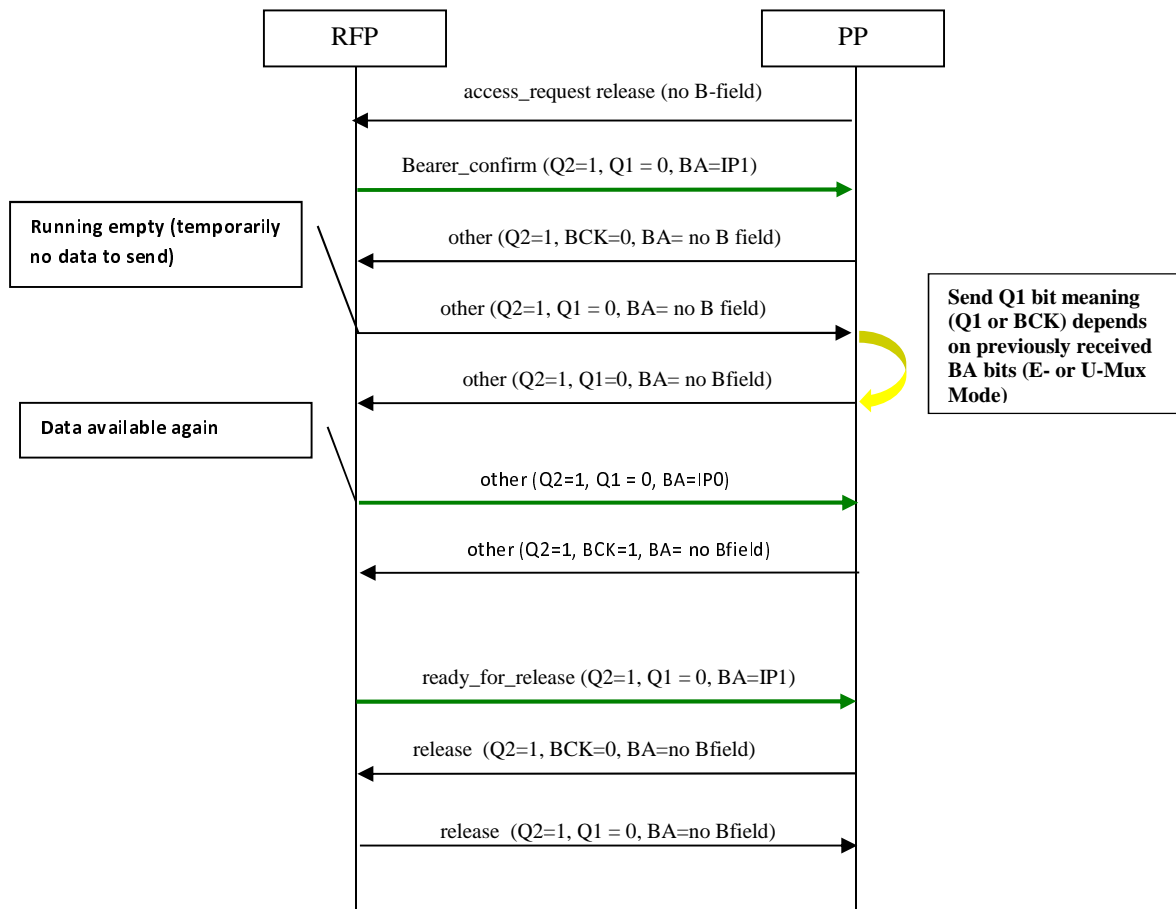 RFP
PP
access_request release (no B-field)
Bearer_confirm (Q2=1, Q1 = 0, BA=IP1)
Running empty (temporarily
no data to send)
other (Q2=1, BCK=0, BA= no B field)
other (Q2=1, Q1 = 0, BA= no B field)
Send Q1 bit meaning
(Q1 or BCK) depends
on previously received
BA bits (E- or U-Mux
Mode)
other (Q2=1, Q1=0, BA= no Bfield)
Data available again
other (Q2=1, Q1 = 0, BA=IP0)
other (Q2=1, BCK=1, BA= no Bfield)
ready_for_release (Q2=1, Q1 = 0, BA=IP1)
release (Q2=1, BCK=0, BA=no Bfield)
release (Q2=1, Q1 = 0, BA=no Bfield)